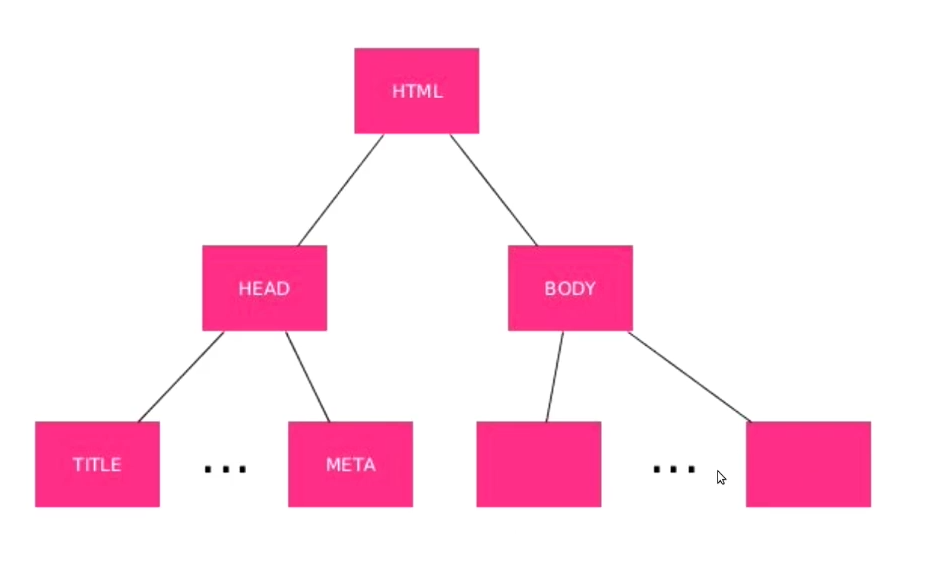 HTML
HEAD
BODY
TITLE
...
META
...